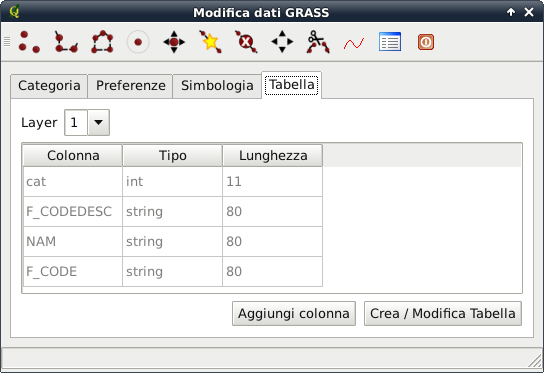 Modifica dati GRASS
Categoria Preferenze Simbologia Tabella
Layer 1
Colonna Tipo Lunghezza
cat int 11
F_CODEDESC string 80
NAM string 80
F_CODE string 80
Aggiungi colonna Crea / Modifica Tabella